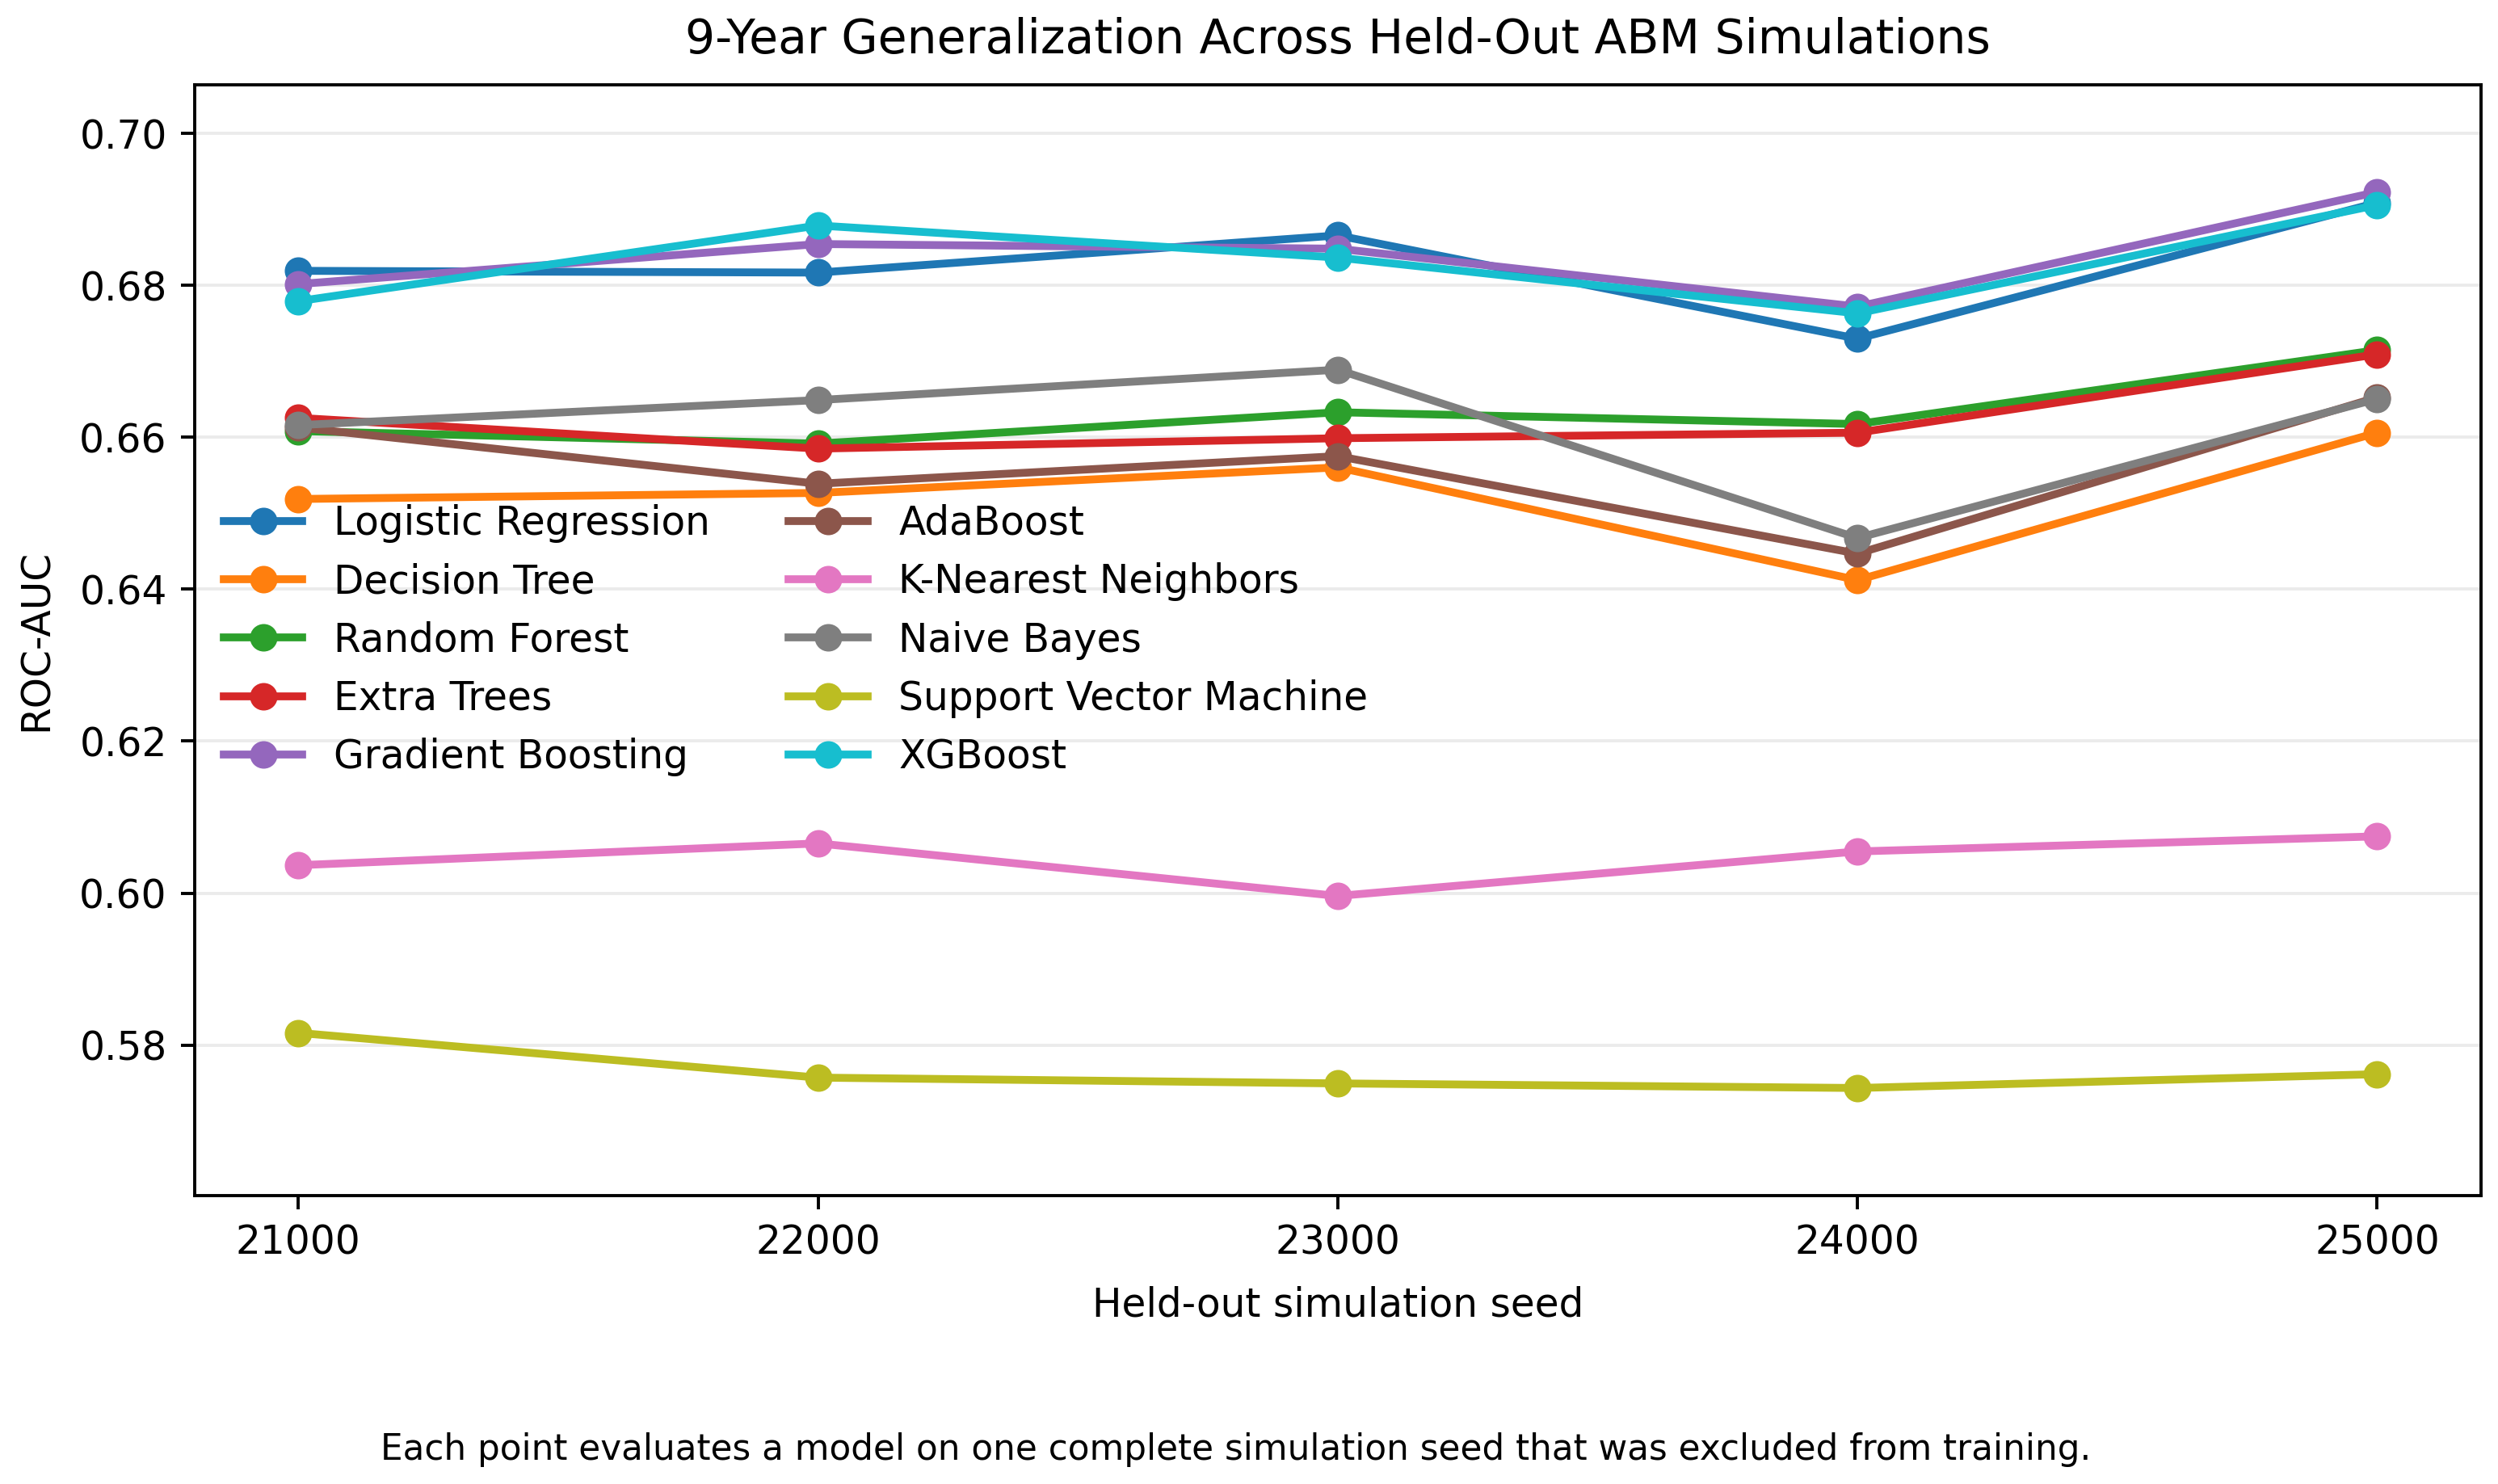 9-Year Generalization Across Held-Out ABM Simulations
ROC-AUC
0.70
0.68
0.66
0.64
0.62
0.60
0.58
Logistic Regression
Decision Tree
Random Forest
Extra Trees
Gradient Boosting
AdaBoost
K-Nearest Neighbors
Naive Bayes
Support Vector Machine
XGBoost
21000 22000 23000 24000 25000
Held-out simulation seed
Each point evaluates a model on one complete simulation seed that was excluded from training.